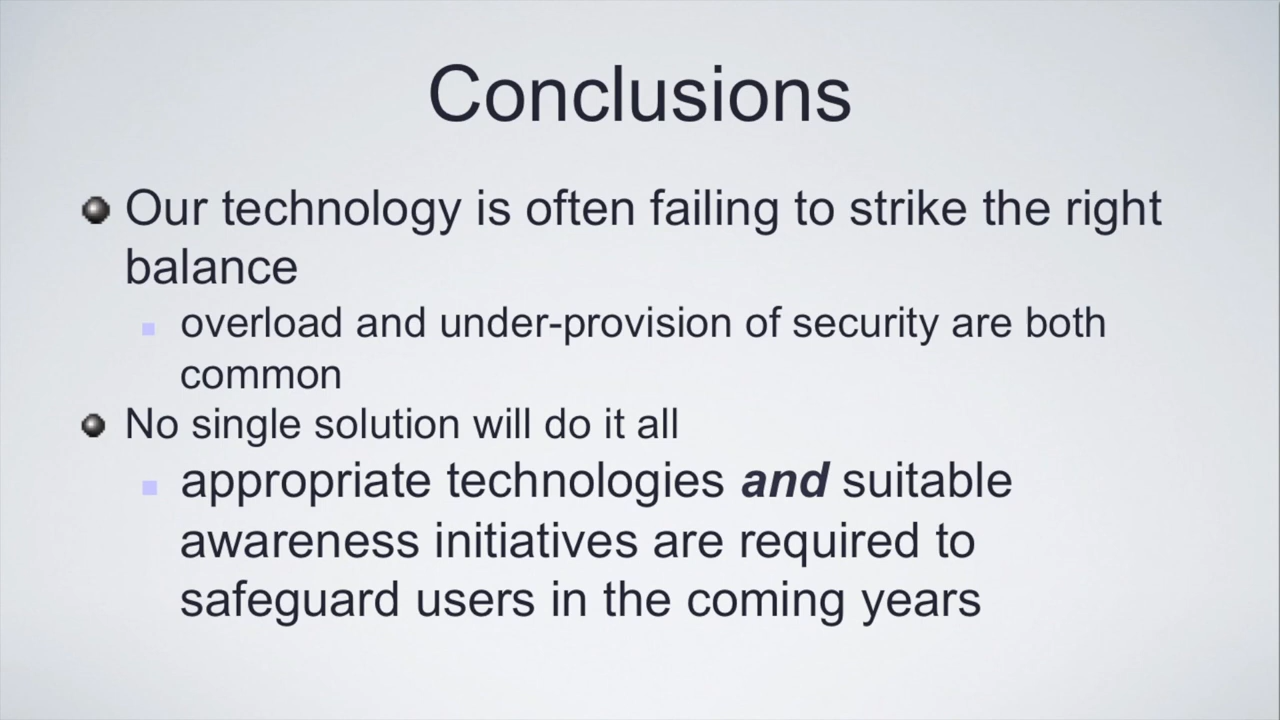 Conclusions
Our technology is often failing to strike the right
balance
overload and under-provision of security are both
common
No single solution will do it all
appropriate technologies and suitable
awareness initiatives are required to
safeguard users in the coming years